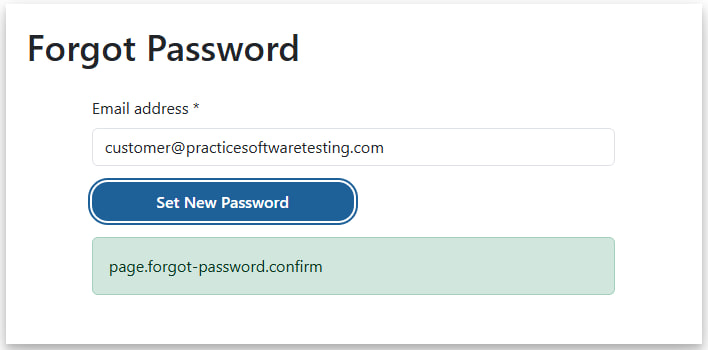 Forgot Password
Email address *
customer@practicesoftwaretesting.com
Set New Password
page.forgot-password.confirm